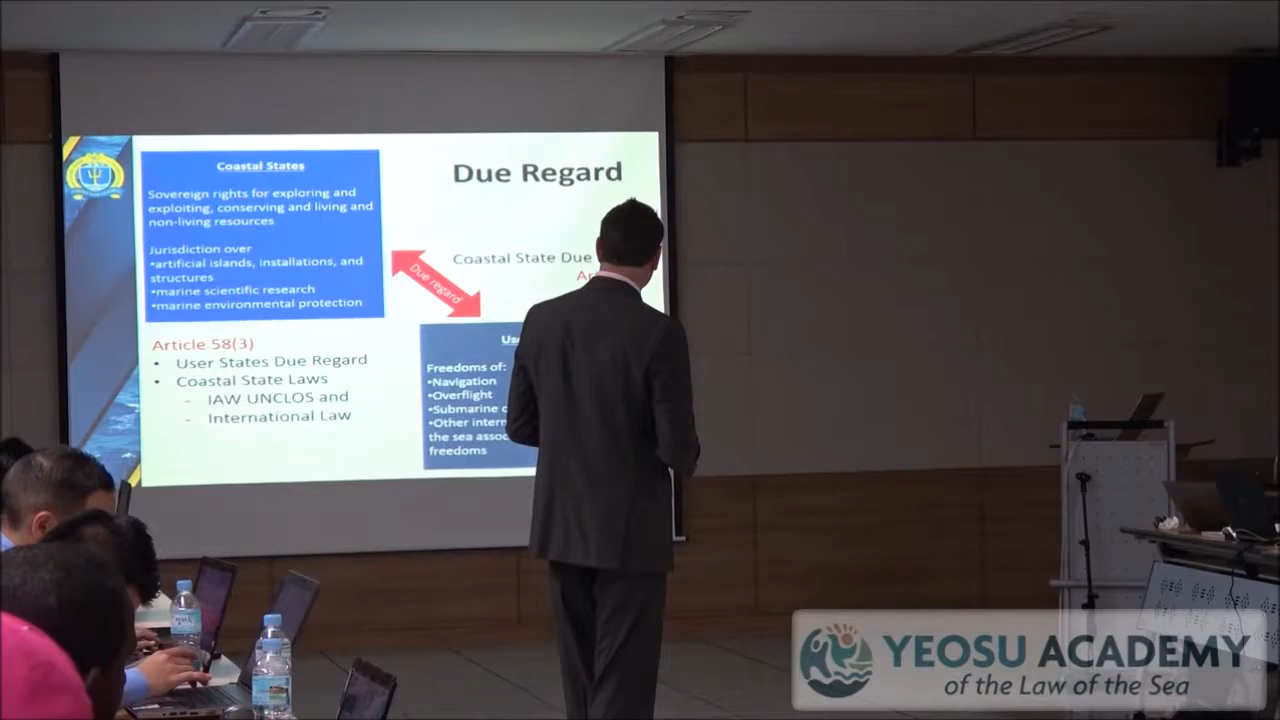 Due Regard
Coastal States
Sovereign rights for exploring and
exploiting, conserving and living and
non-living resources
Jurisdiction over
•artificial islands, installations, and
structures
•marine scientific research
•marine environmental protection
Due regard
Coastal State Due
Article 58(3)
• User States Due Regard
• Coastal State Laws
- IAW UNCLOS and
- International Law
Freedoms of:
•Navigation
•Overflight
•Submarine
•Other
the sea
freedoms
YEOSU ACADEMY
of the Law of the Sea